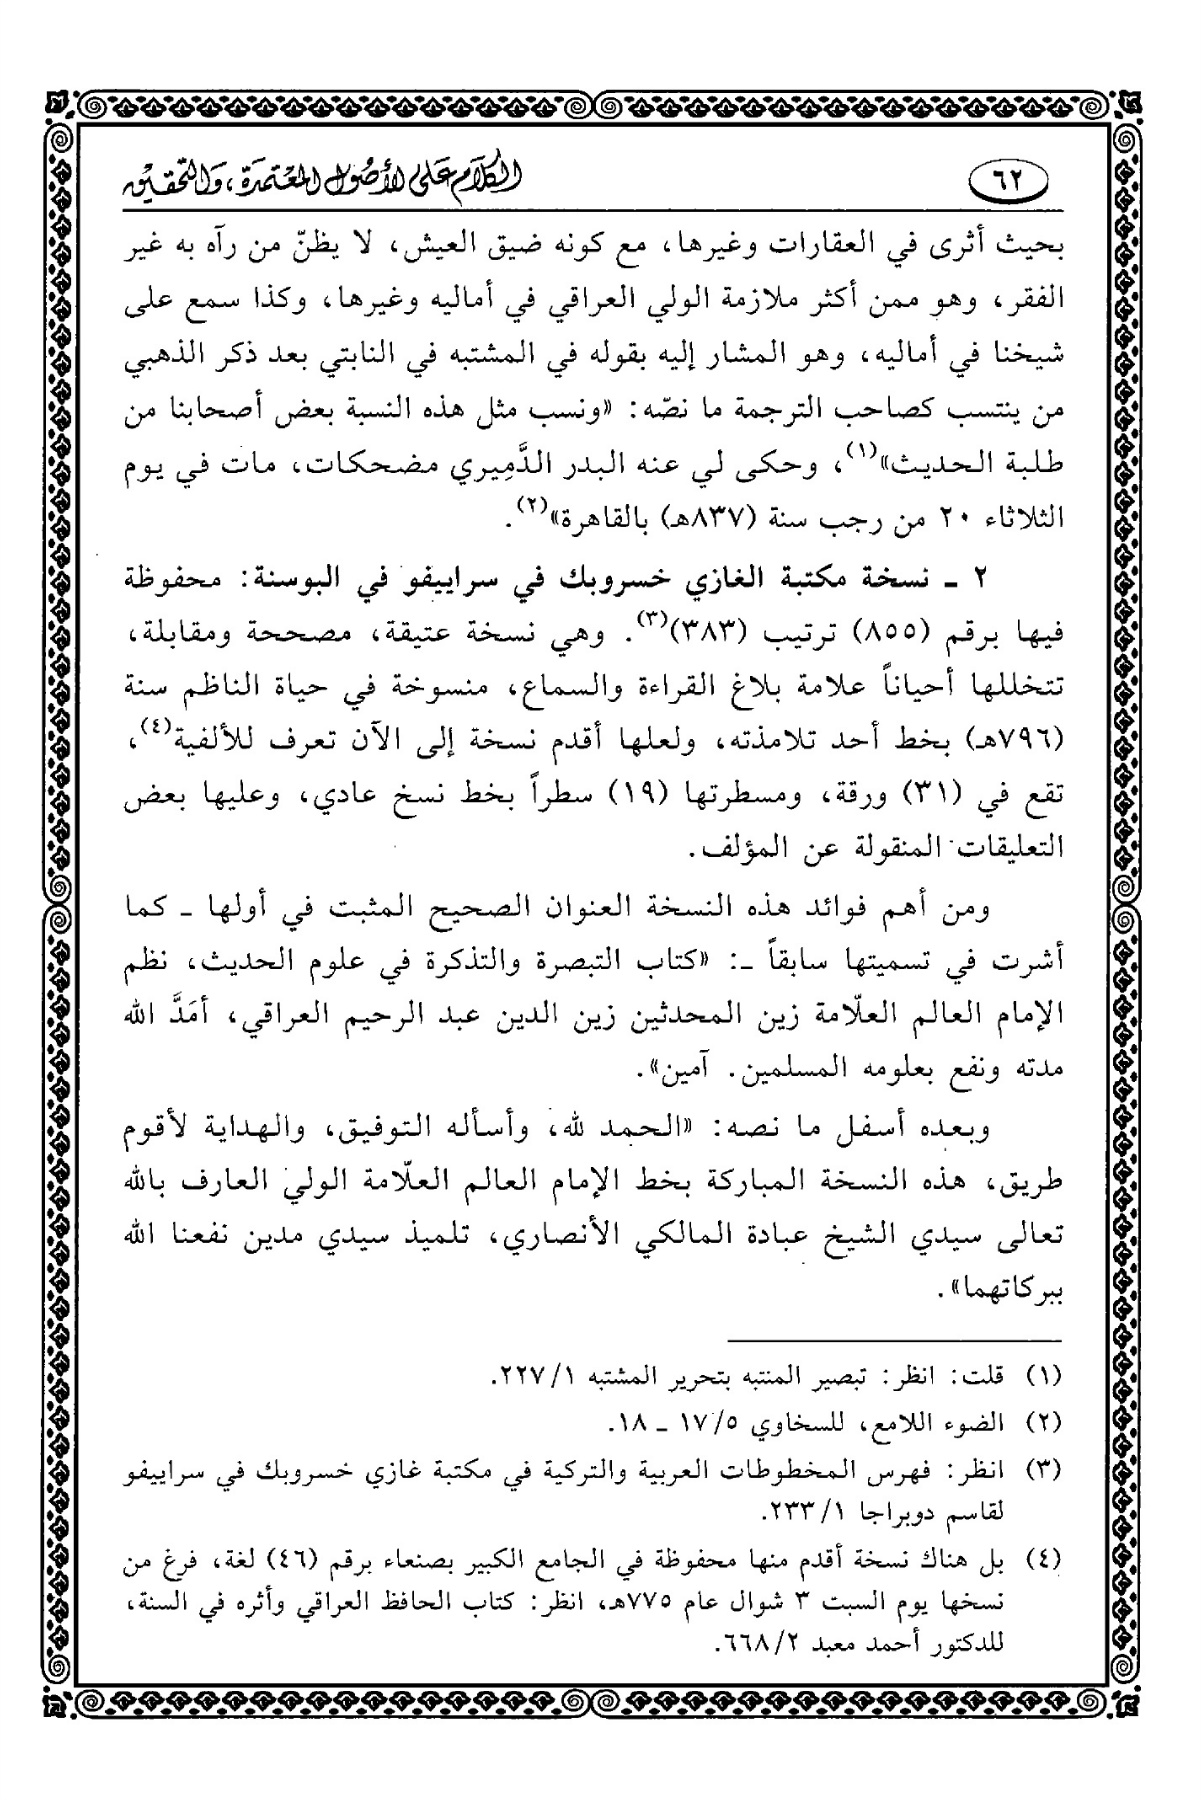 ٦٢
الكلام على الأصول المعتمدة، والتحقيق
بحيث أثرى في العقارات وغيرها، مع كونه ضيق العيش، لا يظنّ من رآه به غير
الفقر، وهو ممن أكثر ملازمة الولي العراقي في أماليه وغيرها، وكذا سمع على
شيخنا في أماليه، وهو المشار إليه بقوله في المشتبه في النابتي بعد ذكر الذهبي
من ينتسب كصاحب الترجمة ما نصّه: «ونسب مثل هذه النسبة بعض أصحابنا من
طلبة الحديث»(١)، وحكى لي عنه البدر الدَّمِيري مضحكات، مات في يوم
الثلاثاء ٢٠ من رجب سنة (٨٣٧هـ) بالقاهرة»(٢).
٢ ـ نسخة مكتبة الغازي خسروبك في سراييفو في البوسنة: محفوظة
فيها برقم (٨٥٥) ترتيب (٣٨٣)(٣). وهي نسخة عتيقة، مصححة ومقابلة،
تتخللها أحياناً علامة بلاغ القراءة والسماع، منسوخة في حياة الناظم سنة
(٧٩٦هـ) بخط أحد تلامذته، ولعلها أقدم نسخة إلى الآن تعرف للألفية(٤)،
تقع في (٣١) ورقة، ومسطرتها (١٩) سطراً بخط نسخ عادي، وعليها بعض
التعليقات المنقولة عن المؤلف.
ومن أهم فوائد هذه النسخة العنوان الصحيح المثبت في أولها ـ كما
أشرت في تسميتها سابقاً ـ: «كتاب التبصرة والتذكرة في علوم الحديث، نظم
الإمام العالم العلّامة زين المحدثين زين الدين عبد الرحيم العراقي، أمَدَّ الله
مدته ونفع بعلومه المسلمين. آمين».
وبعده أسفل ما نصه: «الحمد لله، وأسأله التوفيق، والهداية لأقوم
طريق، هذه النسخة المباركة بخط الإمام العالم العلّامة الولي العارف بالله
تعالى سيدي الشيخ عبادة المالكي الأنصاري، تلميذ سيدي مدين نفعنا الله
ببركاتهما».
(١) قلت: انظر: تبصير المنتبه بتحرير المشتبه ٢٢٧/١.
(٢) الضوء اللامع، للسخاوي ١٧/٥ ـ ١٨.
(٣) انظر: فهرس المخطوطات العربية والتركية في مكتبة غازي خسروبك في سراييفو
لقاسم دوبراجا ٢٣٣/١.
(٤) بل هناك نسخة أقدم منها محفوظة في الجامع الكبير بصنعاء برقم (٤٦) لغة، فرغ من
نسخها يوم السبت ٣ شوال عام ٧٧٥هـ، انظر: كتاب الحافظ العراقي وأثره في السنة،
للدكتور أحمد معبد ٦٦٨/٢.